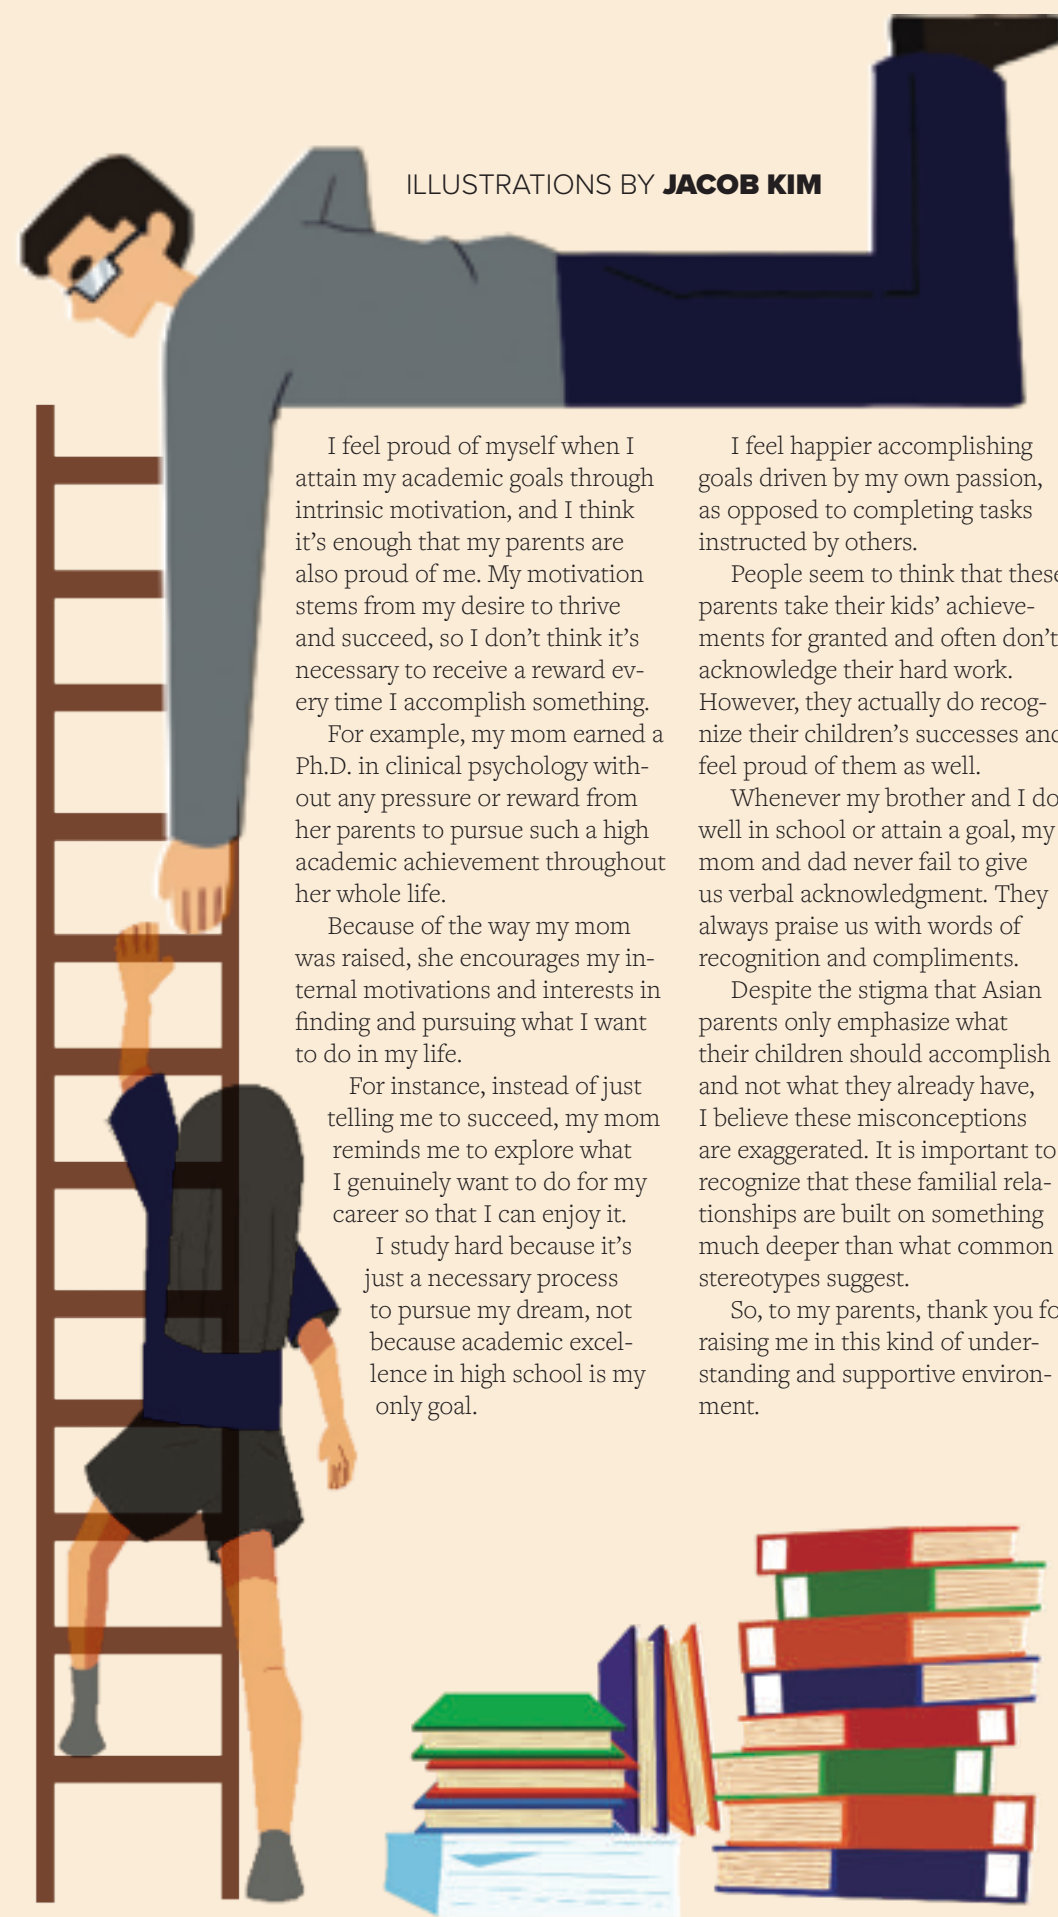 ILLUSTRATIONS BY JACOB KIM
I feel proud of myself when I
attain my academic goals through
intrinsic motivation, and I think
it's enough that my parents are
also proud of me. My motivation
stems from my desire to thrive
and succeed, so I don't think it's
necessary to receive a reward ev-
ery time I accomplish something.
For example, my mom earned a
Ph.D. in clinical psychology with-
out any pressure or reward from
her parents to pursue such a high
academic achievement throughout
her whole life.
Because of the way my mom
was raised, she encourages my in-
ternal motivations and interests in
finding and pursuing what I want
to do in my life.
For instance, instead of just
telling me to succeed, my mom
reminds me to explore what
I genuinely want to do for my
career so that I can enjoy it.
I study hard because it's
just a necessary process
to pursue my dream, not
because academic excel-
lence in high school is my
only goal.
I feel happier accomplishing
goals driven by my own passion,
as opposed to completing tasks
instructed by others.
People seem to think that these
parents take their kids' achieve-
ments for granted and often don't
acknowledge their hard work.
However, they actually do recog-
nize their children's successes and
feel proud of them as well.
Whenever my brother and I do
well in school or attain a goal, my
mom and dad never fail to give
us verbal acknowledgment. They
always praise us with words of
recognition and compliments.
Despite the stigma that Asian
parents only emphasize what
their children should accomplish
and not what they already have,
I believe these misconceptions
are exaggerated. It is important to
recognize that these familial rela-
tionships are built on something
much deeper than what common
stereotypes suggest.
So, to my parents, thank you fo
raising me in this kind of under-
standing and supportive environ-
ment.